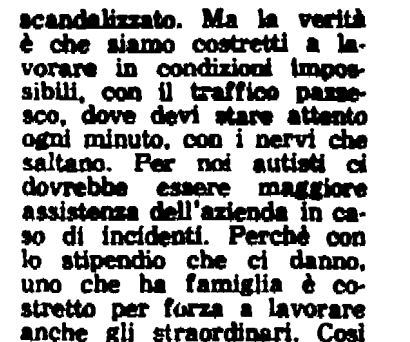 scandalizzato. Ma la verità
è che siamo costretti a la-
vorare in condizioni impos-
sibili, con il traffico pazze-
sco, dove devi stare attento
ogni minuto, con i nervi che
saltano. Per noi autisti ci
dovrebbe essere maggiore
assistenza dell'azienda in ca-
so di incidenti. Perchè con
lo stipendio che ci danno,
uno che ha famiglia è co-
stretto per forza a lavorare
anche gli straordinari. Così